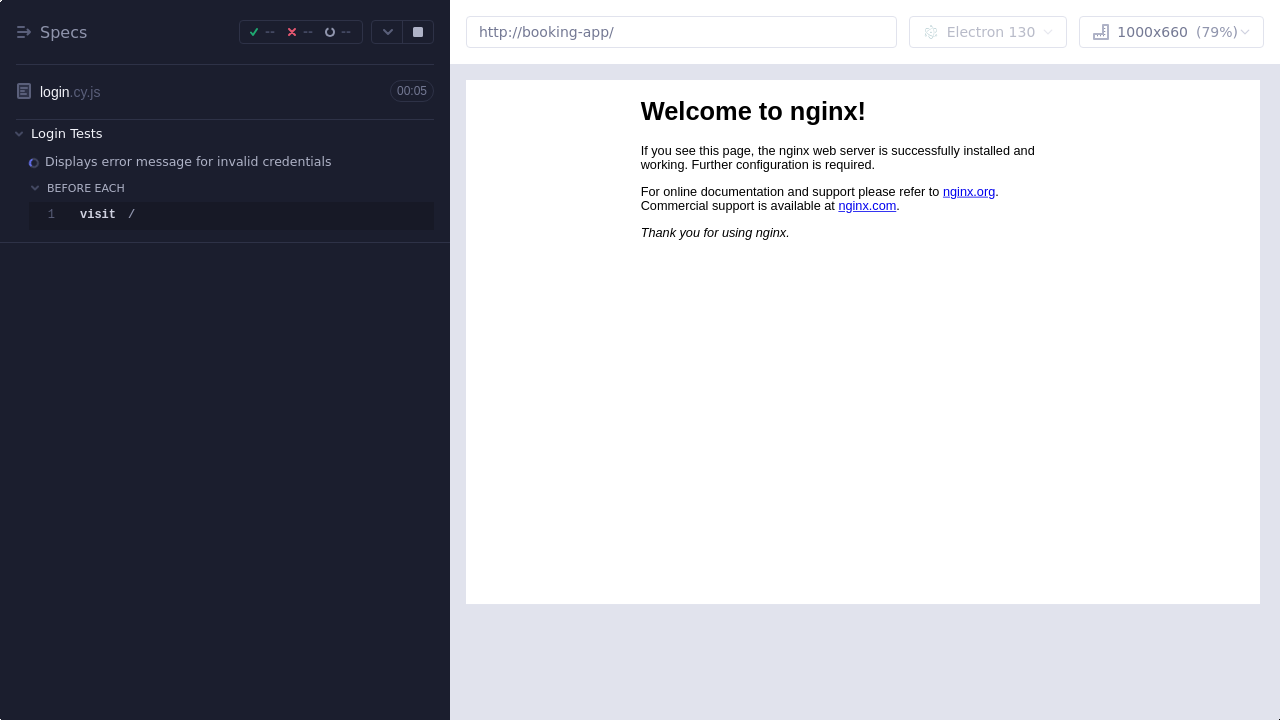 Specs
--
--
--
login.cy.js
00:05
Login Tests
Displays error message for invalid credentials
BEFORE EACH
1 visit /
http://booking-app/
Electron 130
1000x660 (79%)
Welcome to nginx!
If you see this page, the nginx web server is successfully installed and
working. Further configuration is required.
For online documentation and support please refer to nginx.org.
Commercial support is available at nginx.com.
Thank you for using nginx.